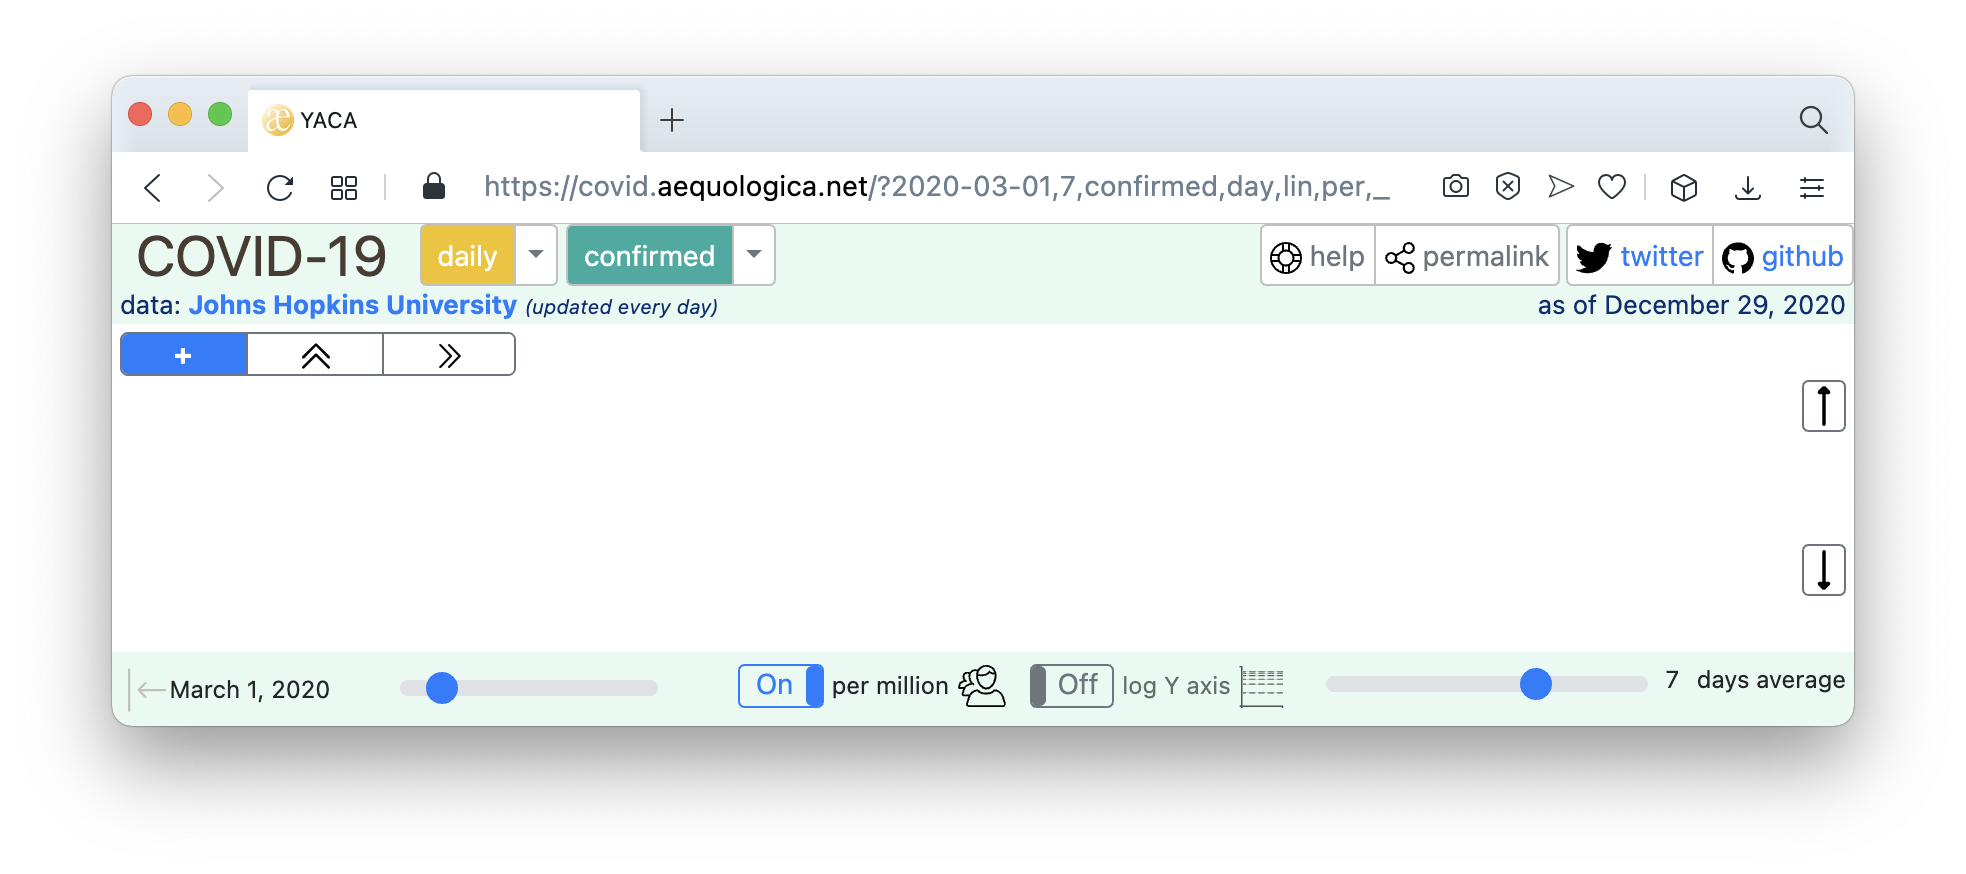 æ YACA
https://covid.aequologica.net/?2020-03-01,7,confirmed,day,lin,per,_
COVID-19 daily confirmed help permalink twitter github
data: Johns Hopkins University (updated every day) as of December 29, 2020
+
March 1, 2020 On per million Off log Y axis 7 days average